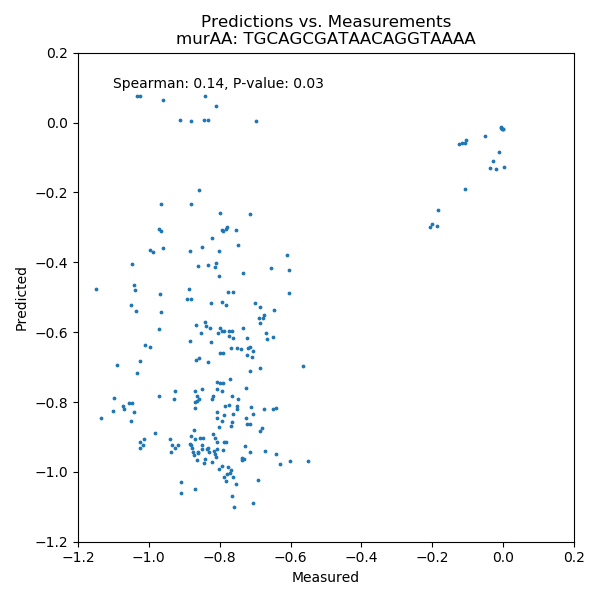 Predictions vs. Measurements
murAA: TGCAGCGATAACAGGTAAAA
Spearman: 0.14, P-value: 0.03
0.2
0.0
−0.2
−0.4
−0.6
−0.8
−1.0
−1.2
Predicted
−1.2 −1.0 −0.8 −0.6 −0.4 −0.2 0.0 0.2
Measured